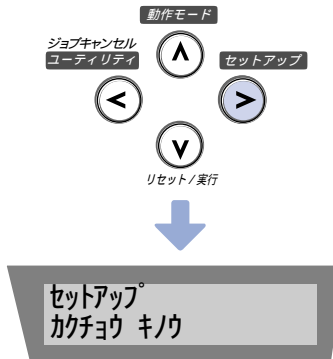 動作モード
ジョブキャンセル
ユーティリティ
セットアップ
リセット/実行
セットアップ
カクチョウ キノウ